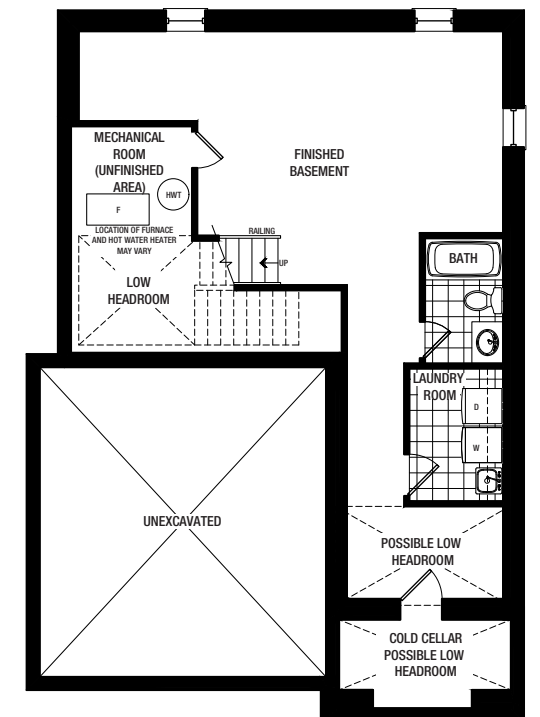 MECHANICAL
ROOM
(UNFINISHED
AREA)
F
HWT
LOCATION OF FURNACE
AND HOT WATER HEATER
MAY VARY
LOW
HEADROOM
FINISHED
BASEMENT
RAILING
UP
BATH
LAUNDRY
ROOM
D
W
UNEXCAVATED
POSSIBLE LOW
HEADROOM
COLD CELLAR
POSSIBLE LOW
HEADROOM